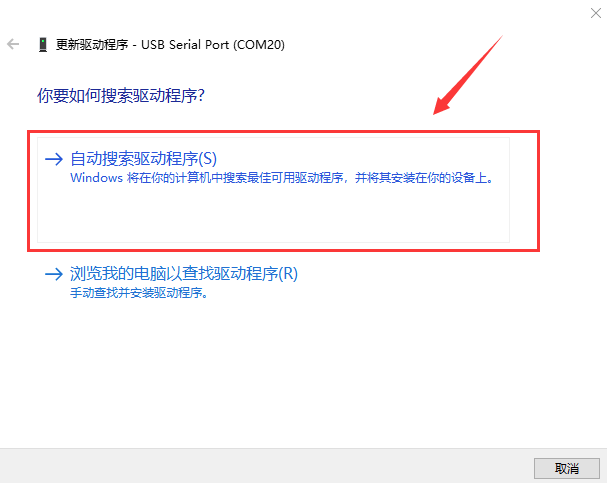 更新驱动程序 - USB Serial Port (COM20)
你要如何搜索驱动程序?
自动搜索驱动程序(S)
Windows 将在你的计算机中搜索最佳可用驱动程序，并将其安装在你的设备上。
浏览我的电脑以查找驱动程序(R)
手动查找并安装驱动程序。
取消